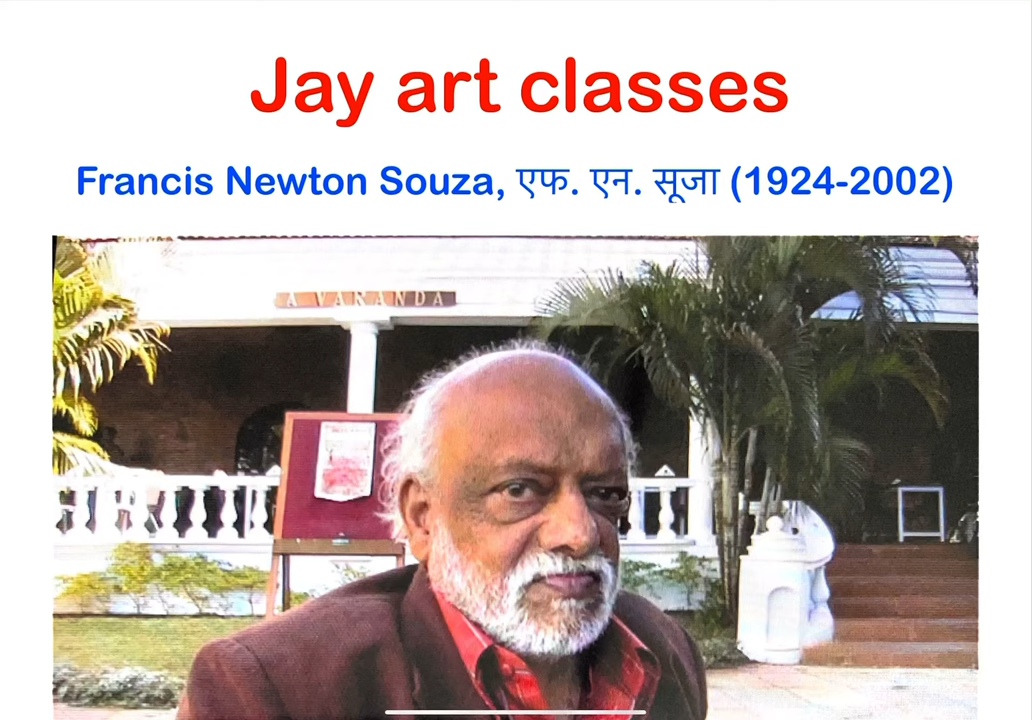 Jay art classes
Francis Newton Souza, एफ. एन. सूजा (1924-2002)
A VARANDA